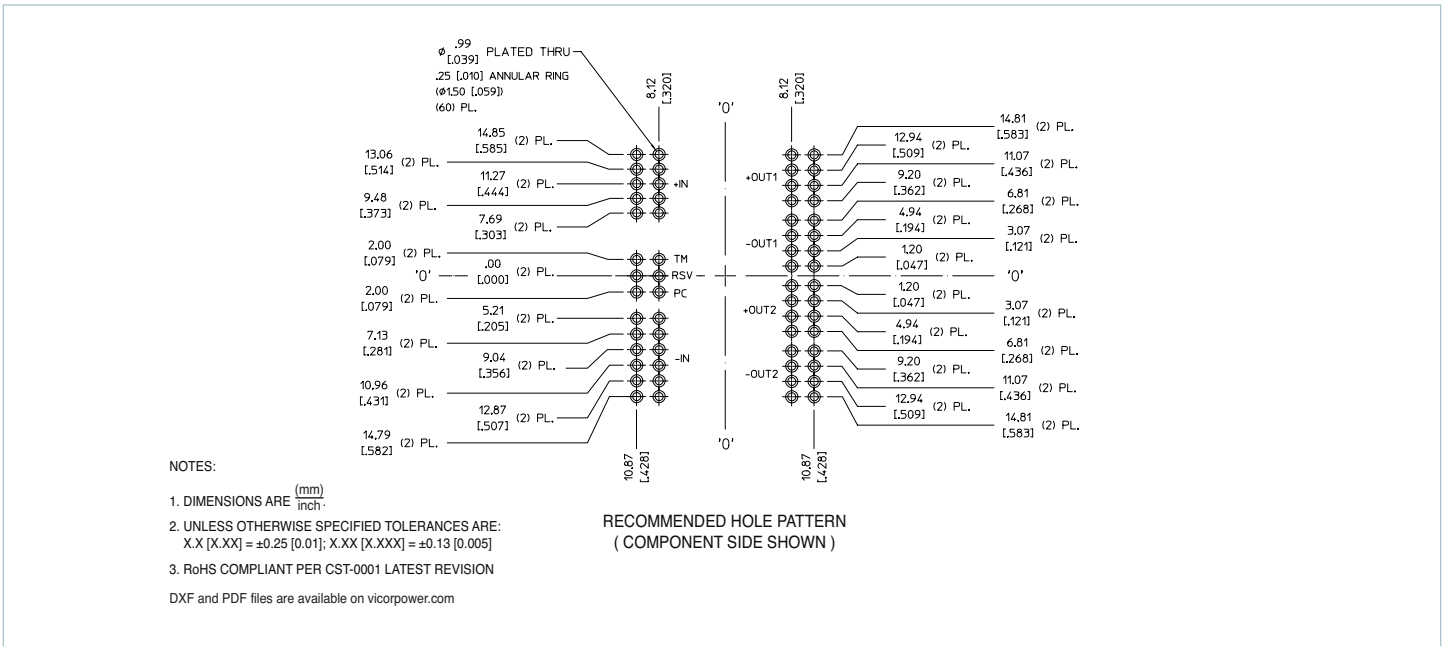 ø .99 [.039] PLATED THRU
.25 [.010] ANNULAR RING
(ø1.50 [.059])
(60) PL.
8.12 [.320]
'0'
8.12 [.320]
14.85 [.585] (2) PL.
13.06 [.514] (2) PL.
11.27 [.444] (2) PL.
+IN
9.48 [.373] (2) PL.
7.69 [.303] (2) PL.
2.00 [.079] (2) PL.
TM
'0'
.00 [.000] (2) PL.
RSV
2.00 [.079] (2) PL.
PC
5.21 [.205] (2) PL.
7.13 [.281] (2) PL.
9.04 [.356] (2) PL.
-IN
10.96 [.431] (2) PL.
12.87 [.507] (2) PL.
14.79 [.582] (2) PL.
10.87 [.428]
'0'
14.81 [.583] (2) PL.
12.94 [.509] (2) PL.
11.07 [.436] (2) PL.
+OUT1
9.20 [.362] (2) PL.
6.81 [.268] (2) PL.
4.94 [.194] (2) PL.
-OUT1
3.07 [.121] (2) PL.
1.20 [.047] (2) PL.
'0'
1.20 [.047] (2) PL.
+OUT2
3.07 [.121] (2) PL.
4.94 [.194] (2) PL.
6.81 [.268] (2) PL.
9.20 [.362] (2) PL.
-OUT2
11.07 [.436] (2) PL.
12.94 [.509] (2) PL.
14.81 [.583] (2) PL.
10.87 [.428]
NOTES:
1. DIMENSIONS ARE (mm) inch.
2. UNLESS OTHERWISE SPECIFIED TOLERANCES ARE:
X.X [X.XX] = ±0.25 [0.01]; X.XX [X.XXX] = ±0.13 [0.005]
3. RoHS COMPLIANT PER CST-0001 LATEST REVISION
DXF and PDF files are available on vicorpower.com
RECOMMENDED HOLE PATTERN
( COMPONENT SIDE SHOWN )